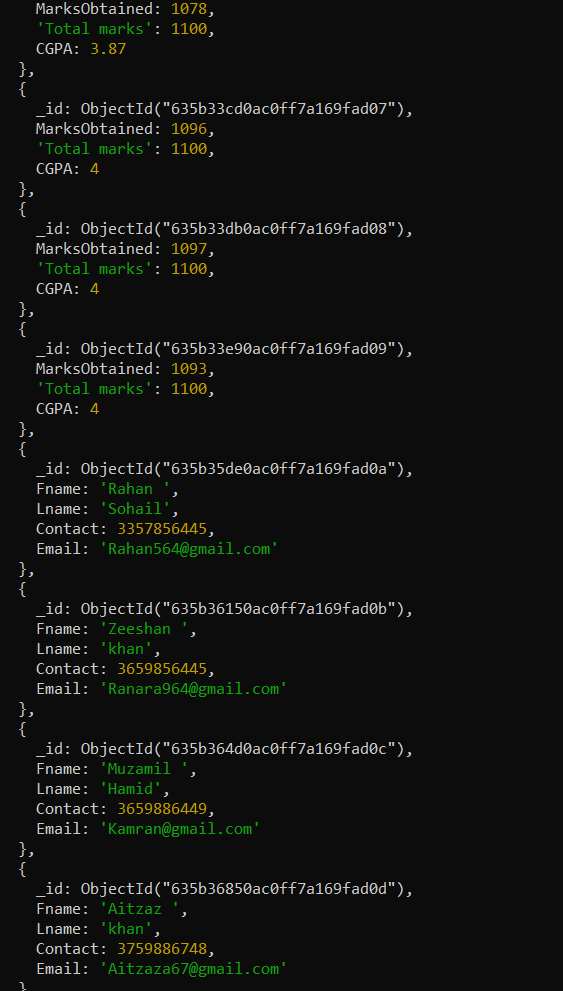 MarksObtained: 1078,
'Total marks': 1100,
CGPA: 3.87
},
{
_id: ObjectId("635b33cd0ac0ff7a169fad07"),
MarksObtained: 1096,
'Total marks': 1100,
CGPA: 4
},
{
_id: ObjectId("635b33db0ac0ff7a169fad08"),
MarksObtained: 1097,
'Total marks': 1100,
CGPA: 4
},
{
_id: ObjectId("635b33e90ac0ff7a169fad09"),
MarksObtained: 1093,
'Total marks': 1100,
CGPA: 4
},
{
_id: ObjectId("635b35de0ac0ff7a169fad0a"),
Fname: 'Rahan ',
Lname: 'Sohail',
Contact: 3357856445,
Email: 'Rahan564@gmail.com'
},
{
_id: ObjectId("635b36150ac0ff7a169fad0b"),
Fname: 'Zeeshan ',
Lname: 'khan',
Contact: 3659856445,
Email: 'Ranara964@gmail.com'
},
{
_id: ObjectId("635b364d0ac0ff7a169fad0c"),
Fname: 'Muzamil ',
Lname: 'Hamid',
Contact: 3659886449,
Email: 'Kamran@gmail.com'
},
{
_id: ObjectId("635b36850ac0ff7a169fad0d"),
Fname: 'Aitzaz ',
Lname: 'khan',
Contact: 3759886748,
Email: 'Aitzaza67@gmail.com'
}